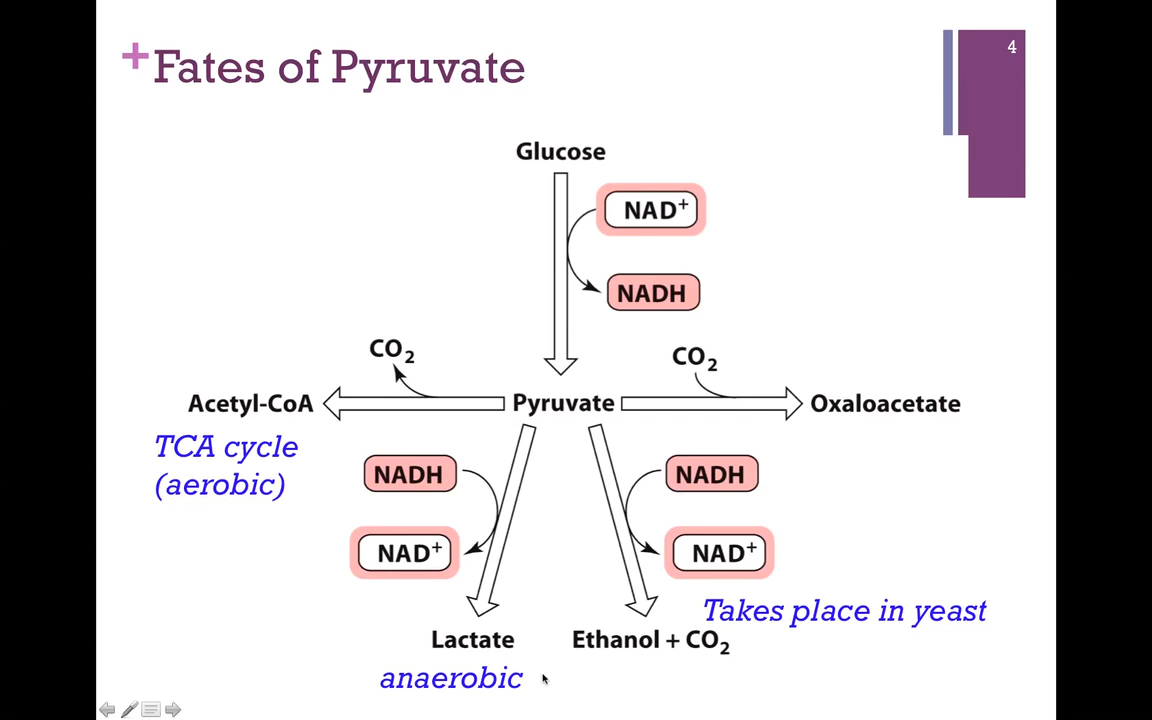 4
+ Fates of Pyruvate
Glucose
NAD⁺
NADH
CO₂
CO₂
Acetyl-CoA
Pyruvate
Oxaloacetate
TCA cycle
(aerobic)
NADH
NADH
NAD⁺
NAD⁺
Takes place in yeast
Lactate
Ethanol + CO₂
anaerobic